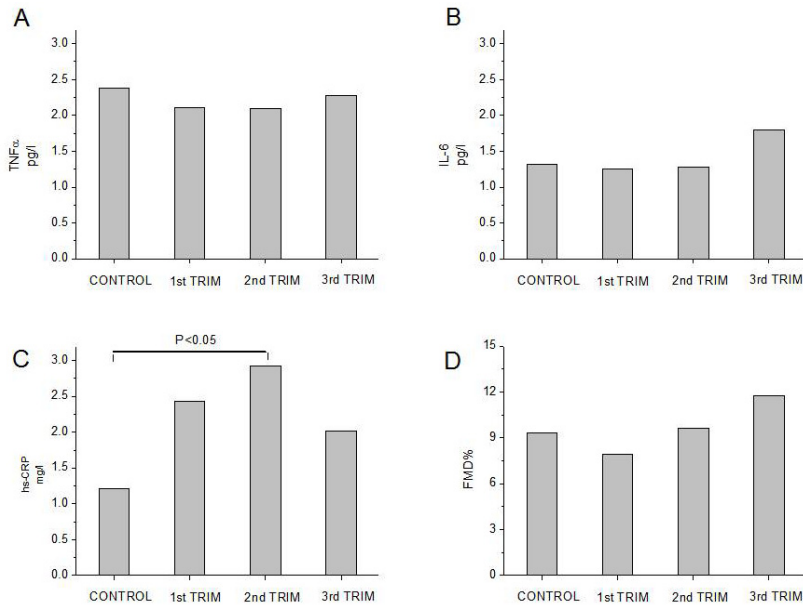 A
TNFα
pg/l
3.0
2.5
2.0
1.5
1.0
0.5
0.0
CONTROL 1st TRIM 2nd TRIM 3rd TRIM
B
IL-6
pg/l
3.0
2.5
2.0
1.5
1.0
0.5
0.0
CONTROL 1st TRIM 2nd TRIM 3rd TRIM
C
P<0.05
hs-CRP
mg/l
3.0
2.5
2.0
1.5
1.0
0.5
0.0
CONTROL 1st TRIM 2nd TRIM 3rd TRIM
D
FMD%
15
12
9
6
3
0
CONTROL 1st TRIM 2nd TRIM 3rd TRIM